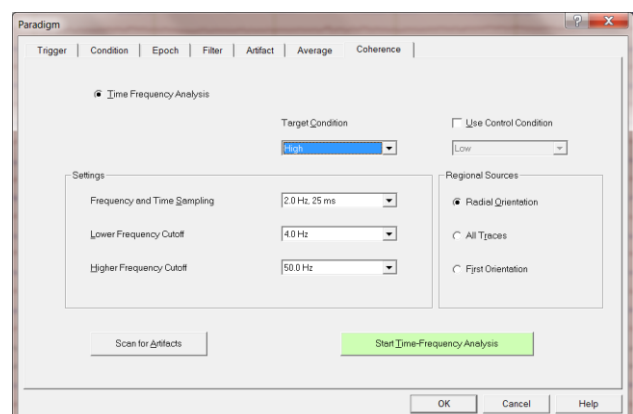 Paradigm
Trigger Condition Epoch Filter Artifact Average Coherence
Time Frequency Analysis
Target Condition
Use Control Condition
High
Low
Settings
Frequency and Time Sampling 2.0 Hz, 25 ms
Lower Frequency Cutoff 4.0 Hz
Higher Frequency Cutoff 50.0 Hz
Regional Sources
Radial Orientation
All Traces
First Orientation
Scan for Artifacts
Start Time-Frequency Analysis
OK Cancel Help